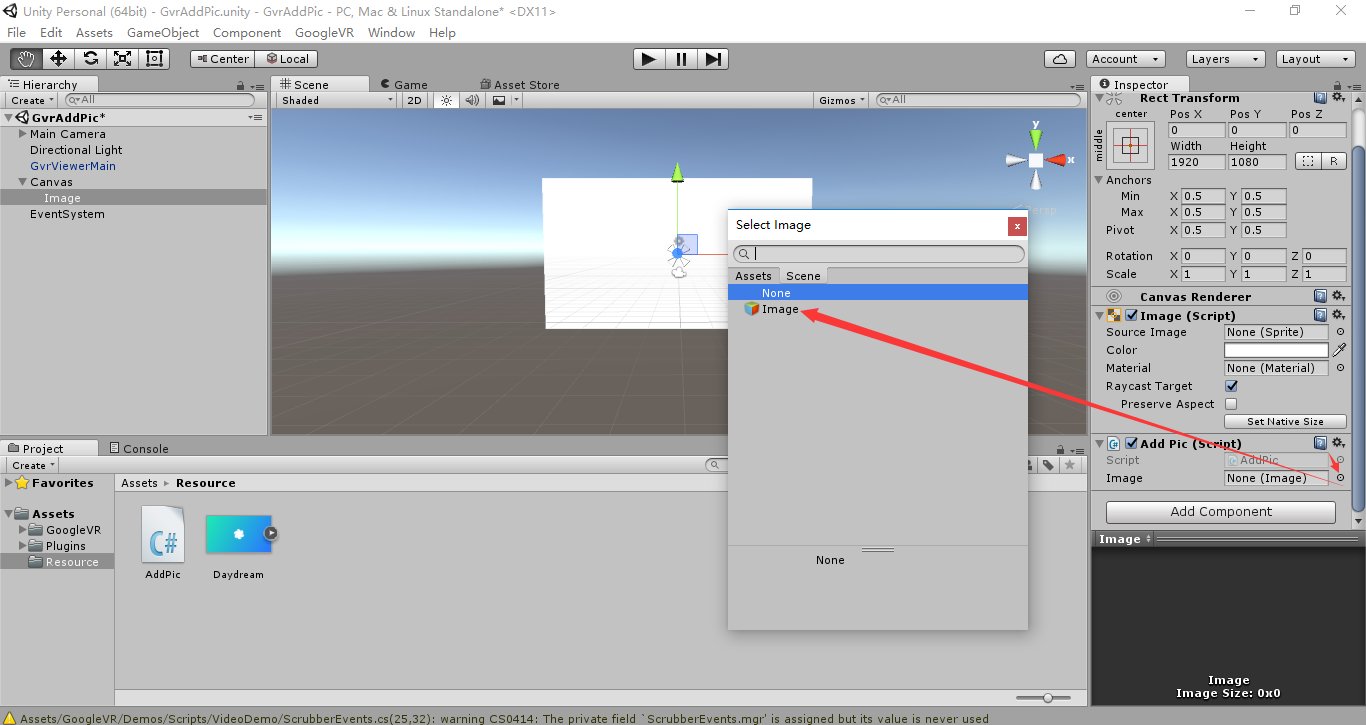 Unity Personal (64bit) - GvrAddPic.unity - GvrAddPic - PC, Mac & Linux Standalone* <DX11>
File Edit Assets GameObject Component GoogleVR Window Help
Center Local Account Layers Layout
Hierarchy
Create All
GvrAddPic*
Main Camera
Directional Light
GvrViewerMain
Canvas
Image
EventSystem
Scene Game Asset Store
Shaded 2D Gizmos All
y
x
Persp
Select Image
x
Assets Scene
None
Image
None
Inspector
Rect Transform
center Pos X Pos Y Pos Z
middle
0 0 0
Width Height
1920 1080 R
Anchors
Min X 0.5 Y 0.5
Max X 0.5 Y 0.5
Pivot X 0.5 Y 0.5
Rotation X 0 Y 0 Z 0
Scale X 1 Y 1 Z 1
Canvas Renderer
Image (Script)
Source Image None (Sprite)
Color
Material None (Material)
Raycast Target
Preserve Aspect
Set Native Size
Add Pic (Script)
Script AddPic
Image None (Image)
Add Component
Image
Image
Image Size: 0x0
Project Console
Create
Favorites
Assets
GoogleVR
Plugins
Resource
Assets Resource
C#
AddPic Daydream
Assets/GoogleVR/Demos/Scripts/VideoDemo/ScrubberEvents.cs(25,32): warning CS0414: The private field `ScrubberEvents.mgr' is assigned but its value is never used